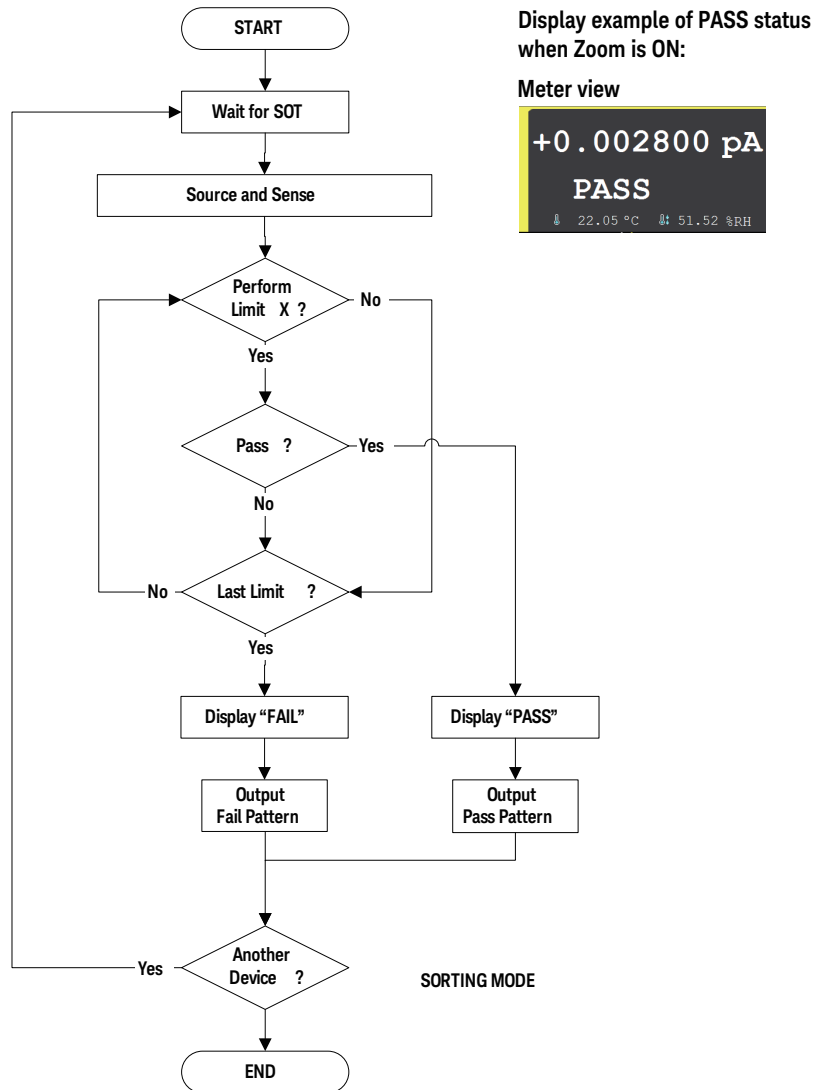 START
Wait for SOT
Source and Sense
Perform
Limit X ?
No
Yes
Pass ?
Yes
No
Last Limit ?
No
Yes
Display “FAIL”
Display “PASS”
Output
Fail Pattern
Output
Pass Pattern
Another
Device ?
Yes
SORTING MODE
END
Display example of PASS status
when Zoom is ON:
Meter view
+0.002800 pA
PASS
22.05 °C 51.52 %RH